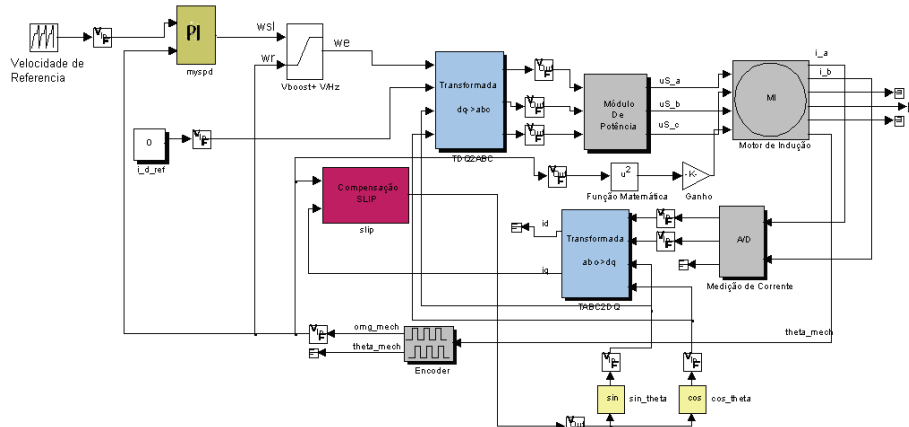 Velocidade de
Referencia
PI
myspd
wsl
wr
we
Vboost+ V/Hz
0
i_d_ref
Transformada
dq->abc
TDQ2ABC
Módulo
De
Potência
uS_a
uS_b
uS_c
MI
Motor de Indução
i_a
i_b
u²
Função Matemática
-K-
Ganho
Compensação
SLIP
slip
id
iq
Transformada
abc->dq
TABC2DQ
A/D
Medição de Corrente
omg_mech
theta_mech
Encoder
theta_mech
sin
sin_theta
cos
cos_theta